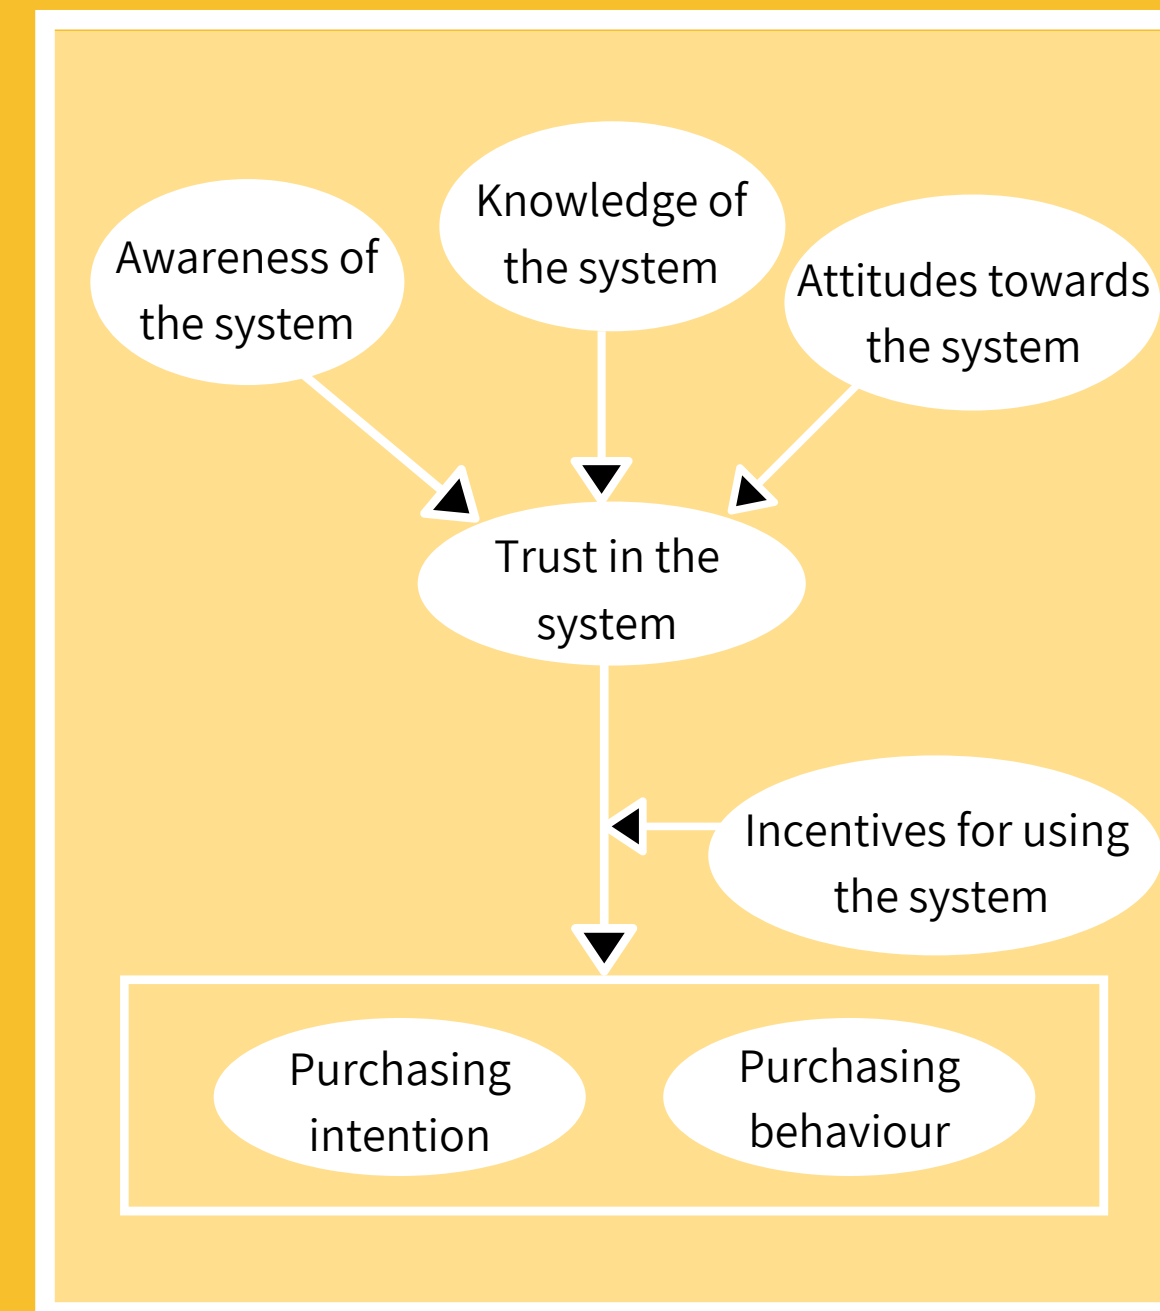 Knowledge of
the system
Awareness of
the system
Attitudes towards
the system
Trust in the
system
Incentives for using
the system
Purchasing
intention
Purchasing
behaviour